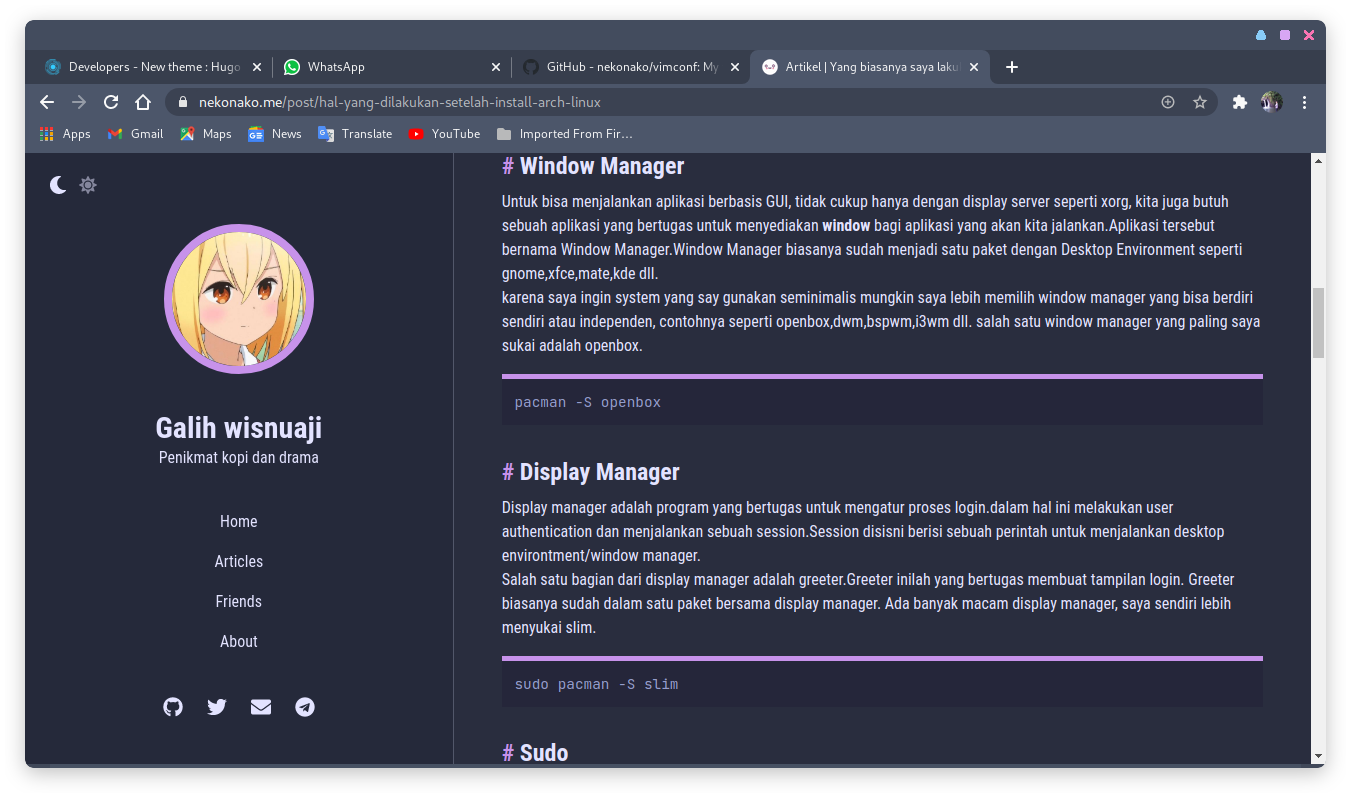 Developers - New theme : Hugo
WhatsApp
GitHub - nekonako/vimconf: My
Artikel | Yang biasanya saya laku
nekonako.me/post/hal-yang-dilakukan-setelah-install-arch-linux
Apps
Gmail
Maps
News
Translate
YouTube
Imported From Fir...
Galih wisnuaji
Penikmat kopi dan drama
Home
Articles
Friends
About
# Window Manager
Untuk bisa menjalankan aplikasi berbasis GUI, tidak cukup hanya dengan display server seperti xorg, kita juga butuh
sebuah aplikasi yang bertugas untuk menyediakan window bagi aplikasi yang akan kita jalankan.Aplikasi tersebut
bernama Window Manager.Window Manager biasanya sudah menjadi satu paket dengan Desktop Environment seperti
gnome,xfce,mate,kde dll.
karena saya ingin system yang say gunakan seminimalis mungkin saya lebih memilih window manager yang bisa berdiri
sendiri atau independen, contohnya seperti openbox,dwm,bspwm,i3wm dll. salah satu window manager yang paling saya
sukai adalah openbox.
pacman -S openbox
# Display Manager
Display manager adalah program yang bertugas untuk mengatur proses login.dalam hal ini melakukan user
authentication dan menjalankan sebuah session.Session disisni berisi sebuah perintah untuk menjalankan desktop
environtment/window manager.
Salah satu bagian dari display manager adalah greeter.Greeter inilah yang bertugas membuat tampilan login. Greeter
biasanya sudah dalam satu paket bersama display manager. Ada banyak macam display manager, saya sendiri lebih
menyukai slim.
sudo pacman -S slim
# Sudo